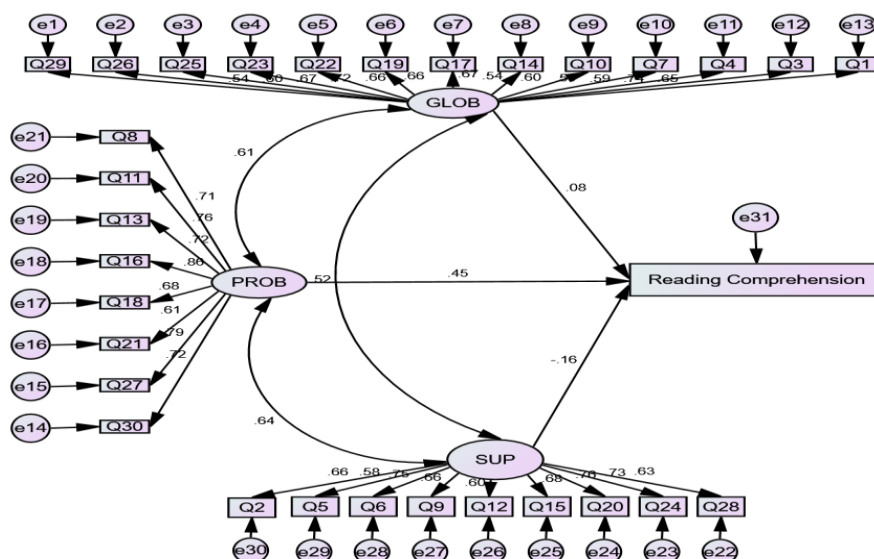 e1 e2 e3 e4 e5 e6 e7 e8 e9 e10 e11 e12 e13
Q29 Q26 Q25 Q23 Q22 Q19 Q17 Q14 Q10 Q7 Q4 Q3 Q1
.54 .60 .67 .72 .66 .66 .67 .54 .60 .59 .65
GLOB
e21 Q8
.61
e20 Q11
.71
.08
e19 Q13
.76
e31
.72
e18 Q16
.80
PROB
.52
.45
Reading Comprehension
e17 Q18
.68
.61
e16 Q21
.79
-.16
.72
e15 Q27
e14 Q30
.64
SUP
.66 .58 .75 .66 .60 .68 .73 .63
Q2 Q5 Q6 Q9 Q12 Q15 Q20 Q24 Q28
e30 e29 e28 e27 e26 e25 e24 e23 e22